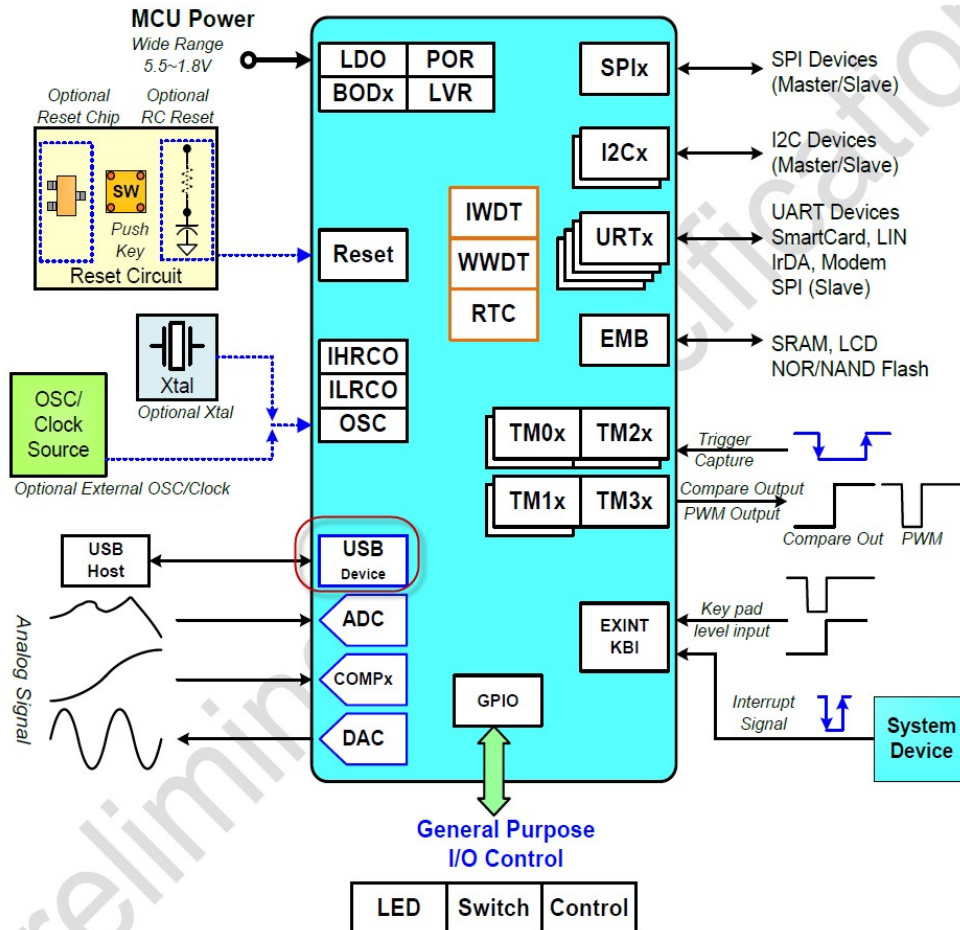 MCU Power
Wide Range
5.5~1.8V
LDO
POR
BODx
LVR
Optional
Reset Chip
Optional
RC Reset
SW
Push
Key
Reset Circuit
Reset
Xtal
Optional Xtal
OSC/
Clock
Source
Optional External OSC/Clock
IHRCO
ILRCO
OSC
IWDT
WWDT
RTC
USB
Host
USB
Device
Analog Signal
ADC
COMPx
DAC
GPIO
General Purpose
I/O Control
LED
Switch
Control
SPIx
SPI Devices
(Master/Slave)
I2Cx
I2C Devices
(Master/Slave)
URTx
UART Devices
SmartCard, LIN
IrDA, Modem
SPI (Slave)
EMB
SRAM, LCD
NOR/NAND Flash
TM0x
TM2x
Trigger
Capture
TM1x
TM3x
Compare Output
PWM Output
Compare Out
PWM
EXINT
KBI
Key pad
level input
Interrupt
Signal
System
Device